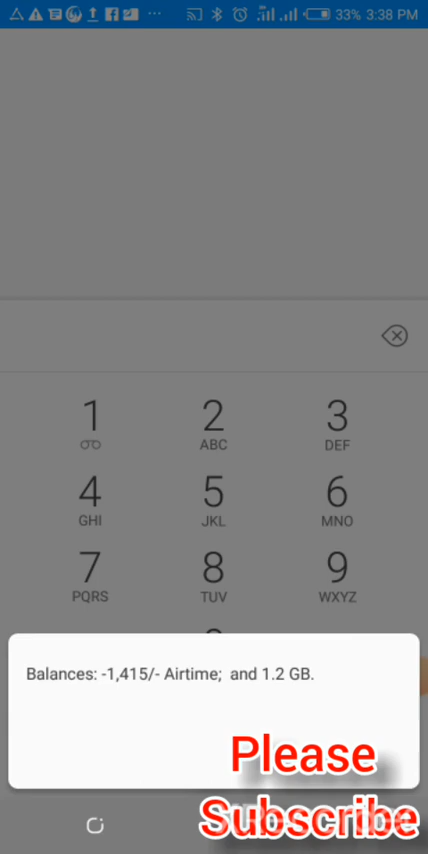 33% 3:38 PM
1 2 3
ABC DEF
4 5 6
GHI JKL MNO
7 8 9
PQRS TUV WXYZ
Balances: -1,415/- Airtime;  and 1.2 GB.
Please
Subscribe